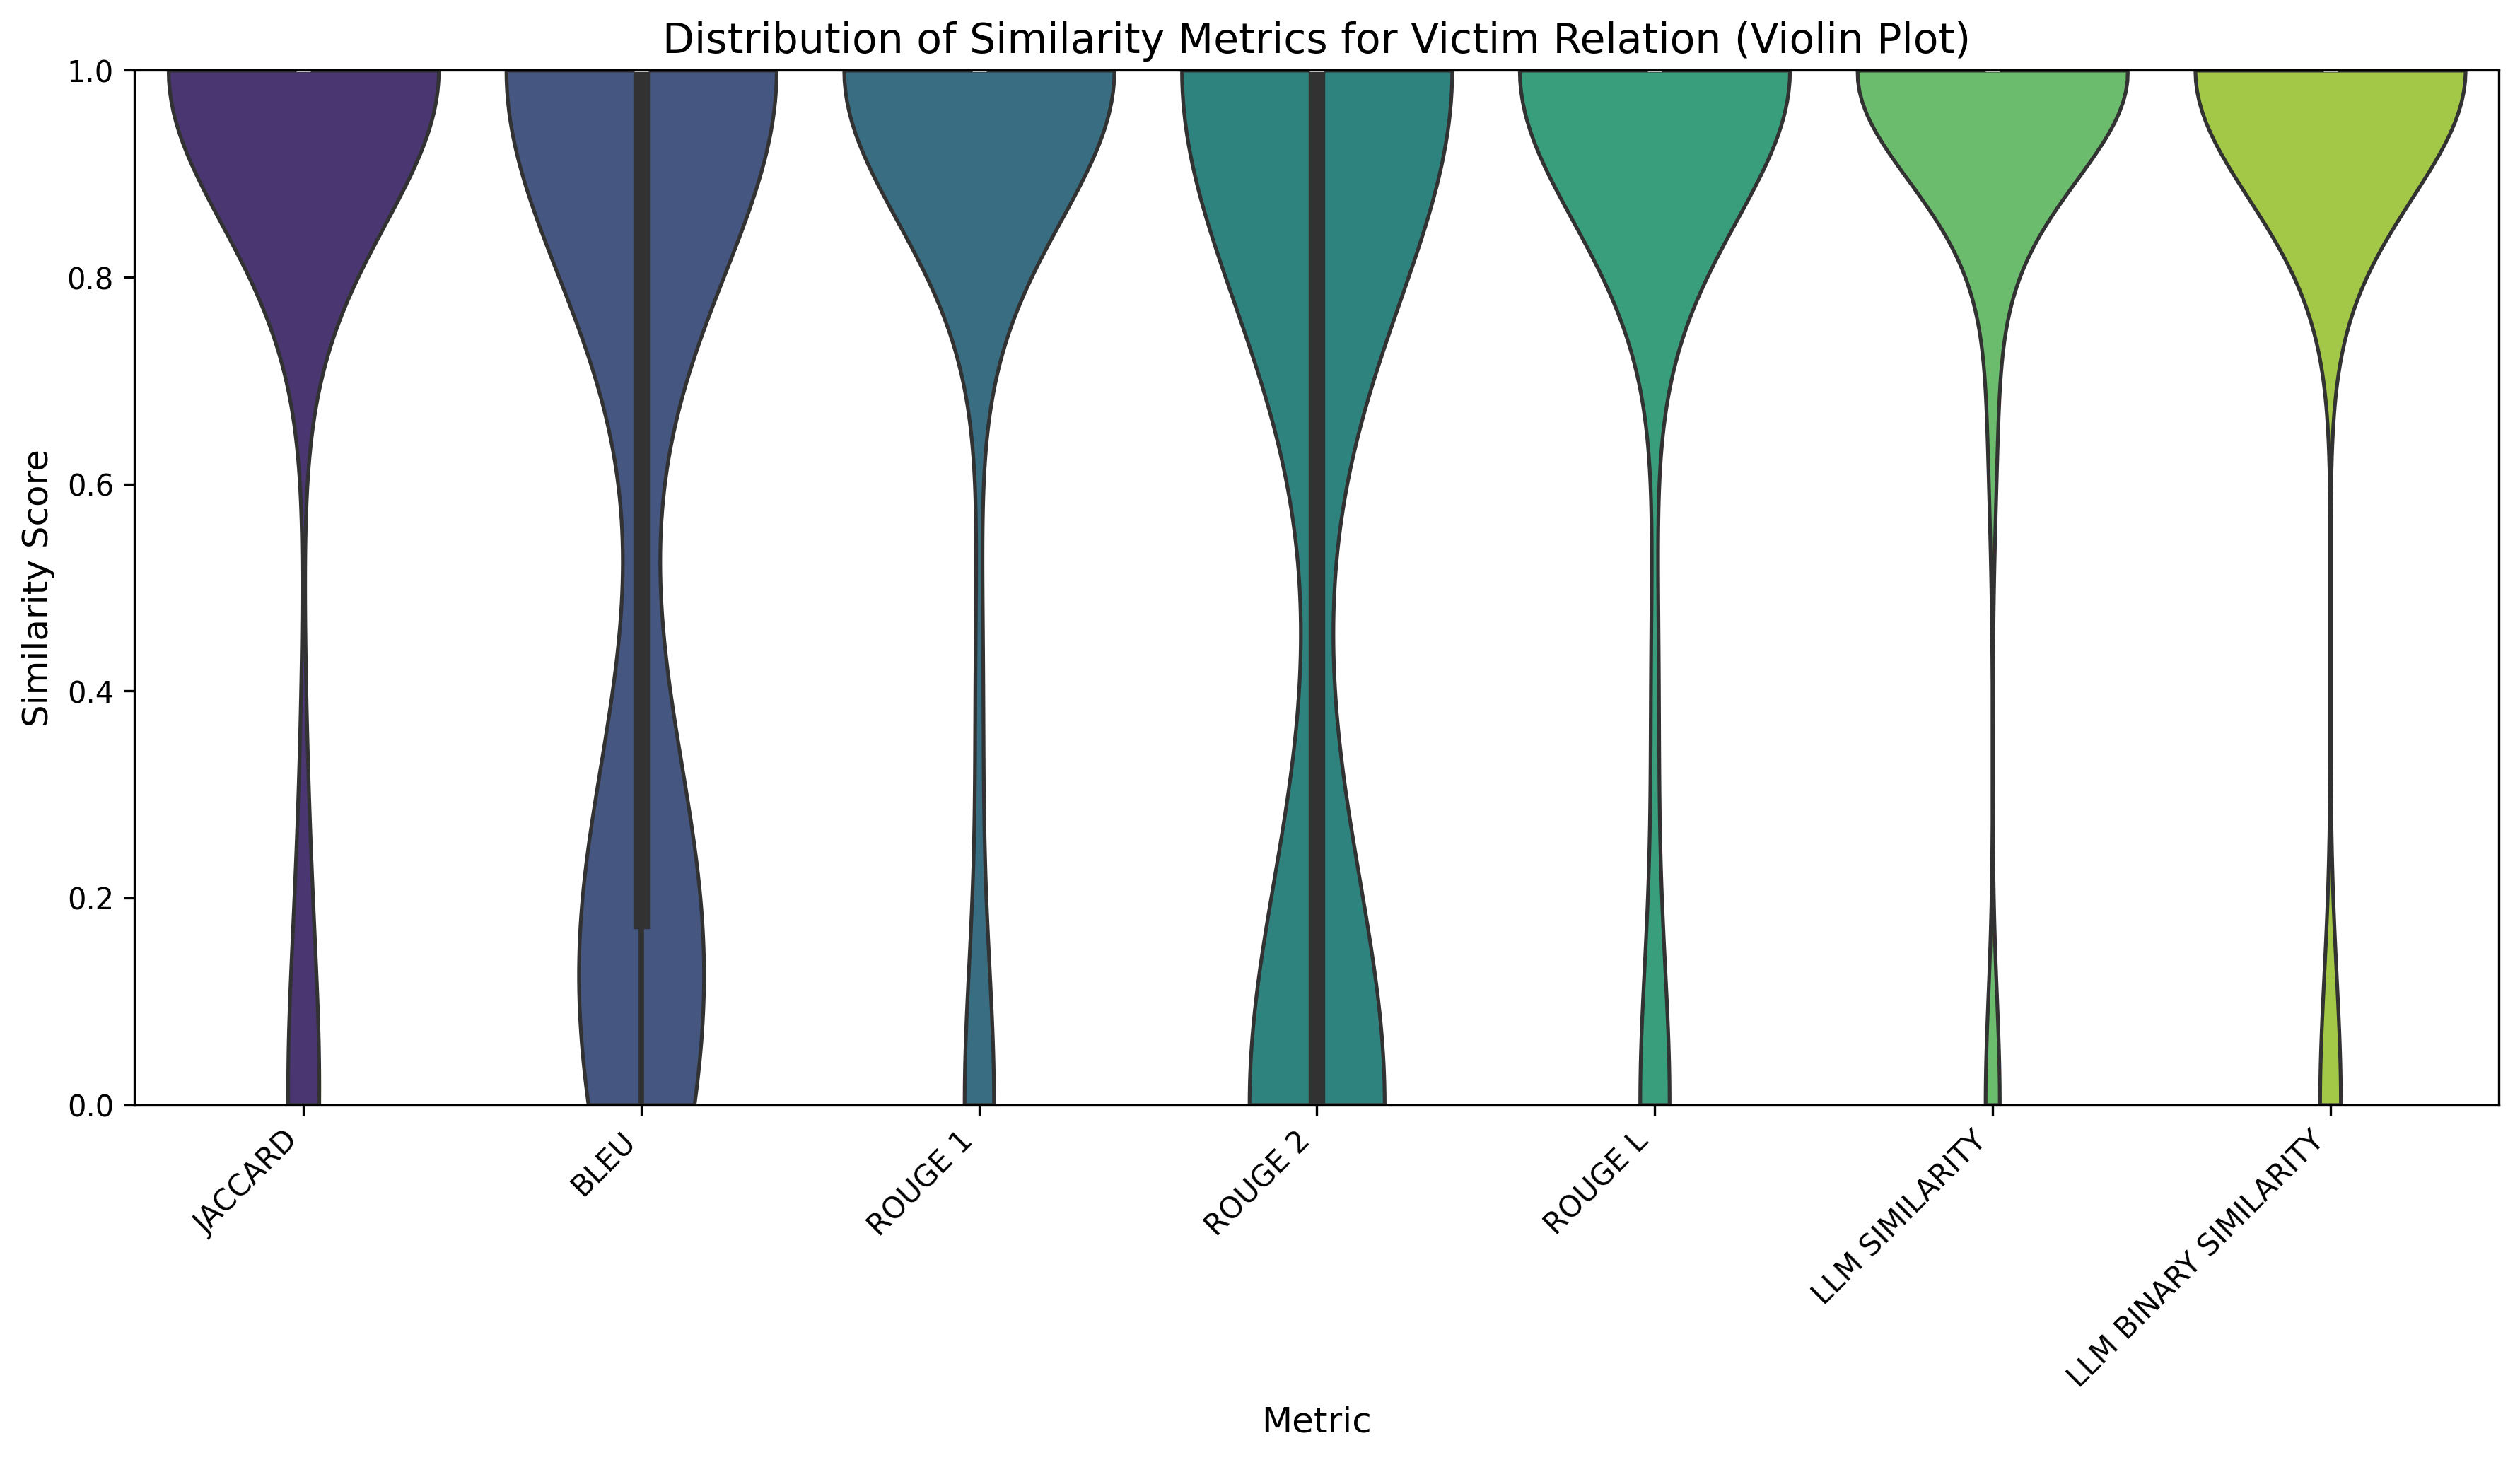 Distribution of Similarity Metrics for Victim Relation (Violin Plot)
Similarity Score
1.0
0.8
0.6
0.4
0.2
0.0
JACCARD
BLEU
ROUGE 1
ROUGE 2
ROUGE L
LLM SIMILARITY
LLM BINARY SIMILARITY
Metric